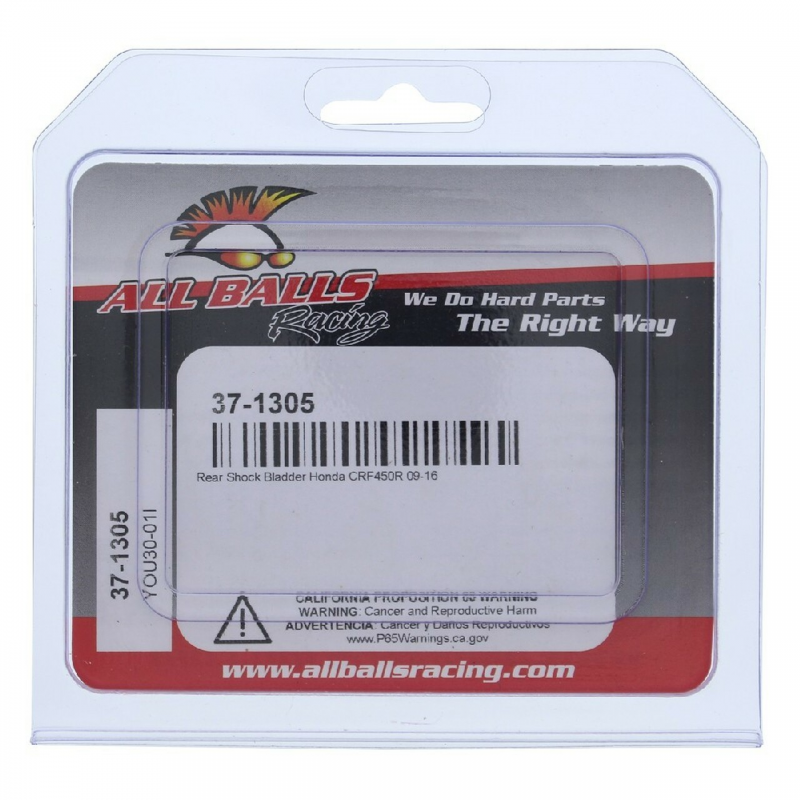 ALL BALLS
Racing
We Do Hard Parts
The Right Way
37-1305
Rear Shock Bladder Honda CRF450R 09-16
37-1305
YOU30-01I
CALIFORNIA PROPOSITION 65 WARNING
WARNING: Cancer and Reproductive Harm
ADVERTENCIA: Cancer y Daños Reproductivos
www.P65Warnings.ca.gov
www.allballsracing.com